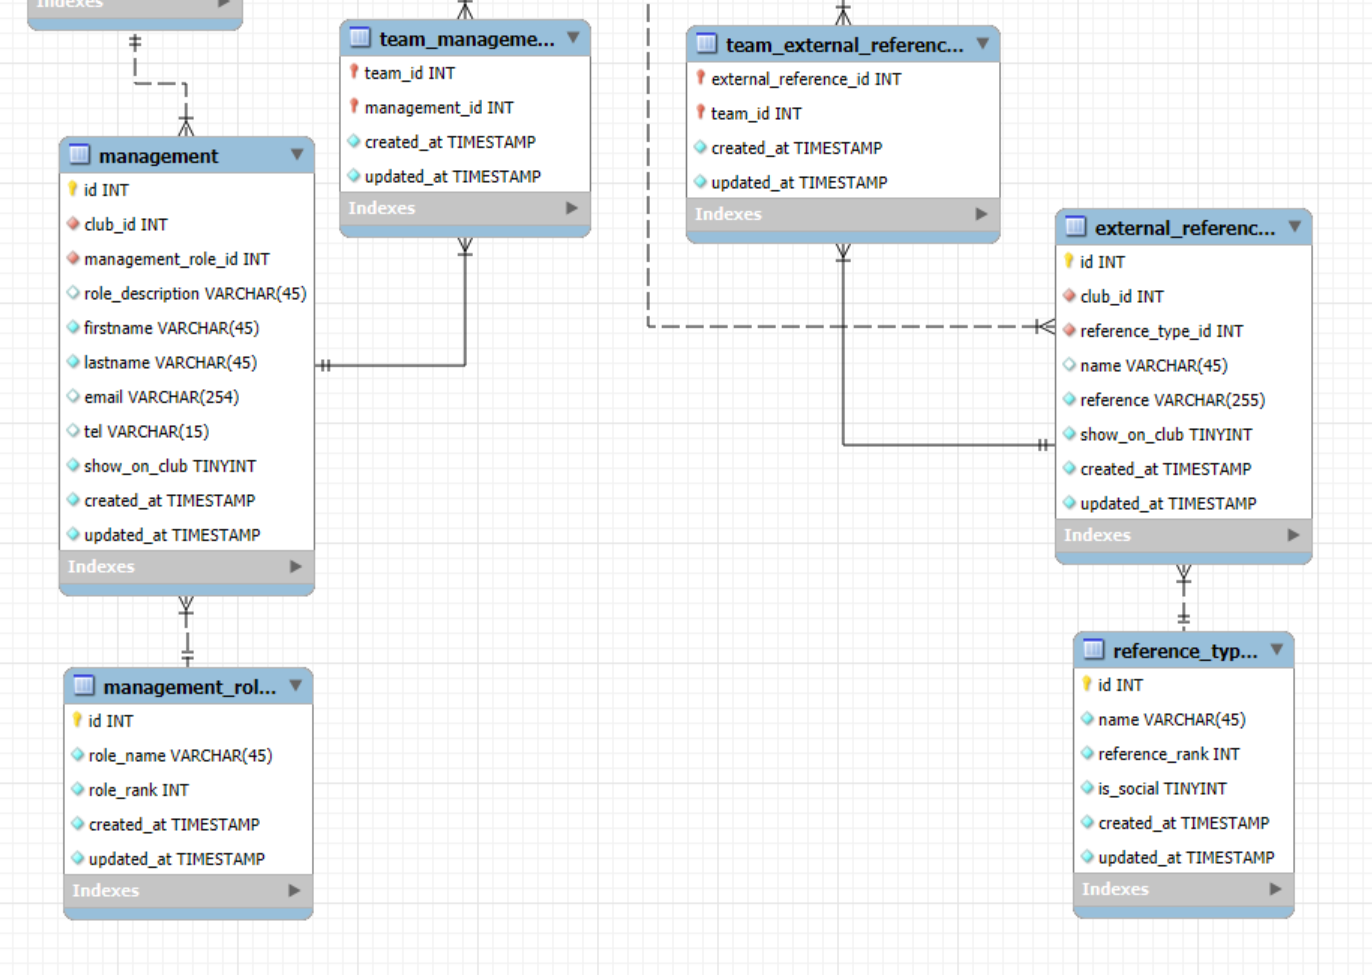 Indexes
team_manageme...
team_id INT
management_id INT
created_at TIMESTAMP
updated_at TIMESTAMP
Indexes
team_external_referenc...
external_reference_id INT
team_id INT
created_at TIMESTAMP
updated_at TIMESTAMP
Indexes
management
id INT
club_id INT
management_role_id INT
role_description VARCHAR(45)
firstname VARCHAR(45)
lastname VARCHAR(45)
email VARCHAR(254)
tel VARCHAR(15)
show_on_club TINYINT
created_at TIMESTAMP
updated_at TIMESTAMP
Indexes
external_referenc...
id INT
club_id INT
reference_type_id INT
name VARCHAR(45)
reference VARCHAR(255)
show_on_club TINYINT
created_at TIMESTAMP
updated_at TIMESTAMP
Indexes
management_rol...
id INT
role_name VARCHAR(45)
role_rank INT
created_at TIMESTAMP
updated_at TIMESTAMP
Indexes
reference_typ...
id INT
name VARCHAR(45)
reference_rank INT
is_social TINYINT
created_at TIMESTAMP
updated_at TIMESTAMP
Indexes